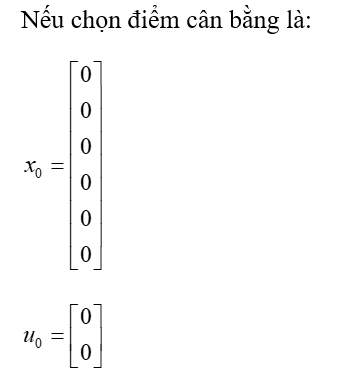 Nếu chọn điểm cân bằng là:
x₀ = [0
0
0
0
0
0]
u₀ = [0
0]